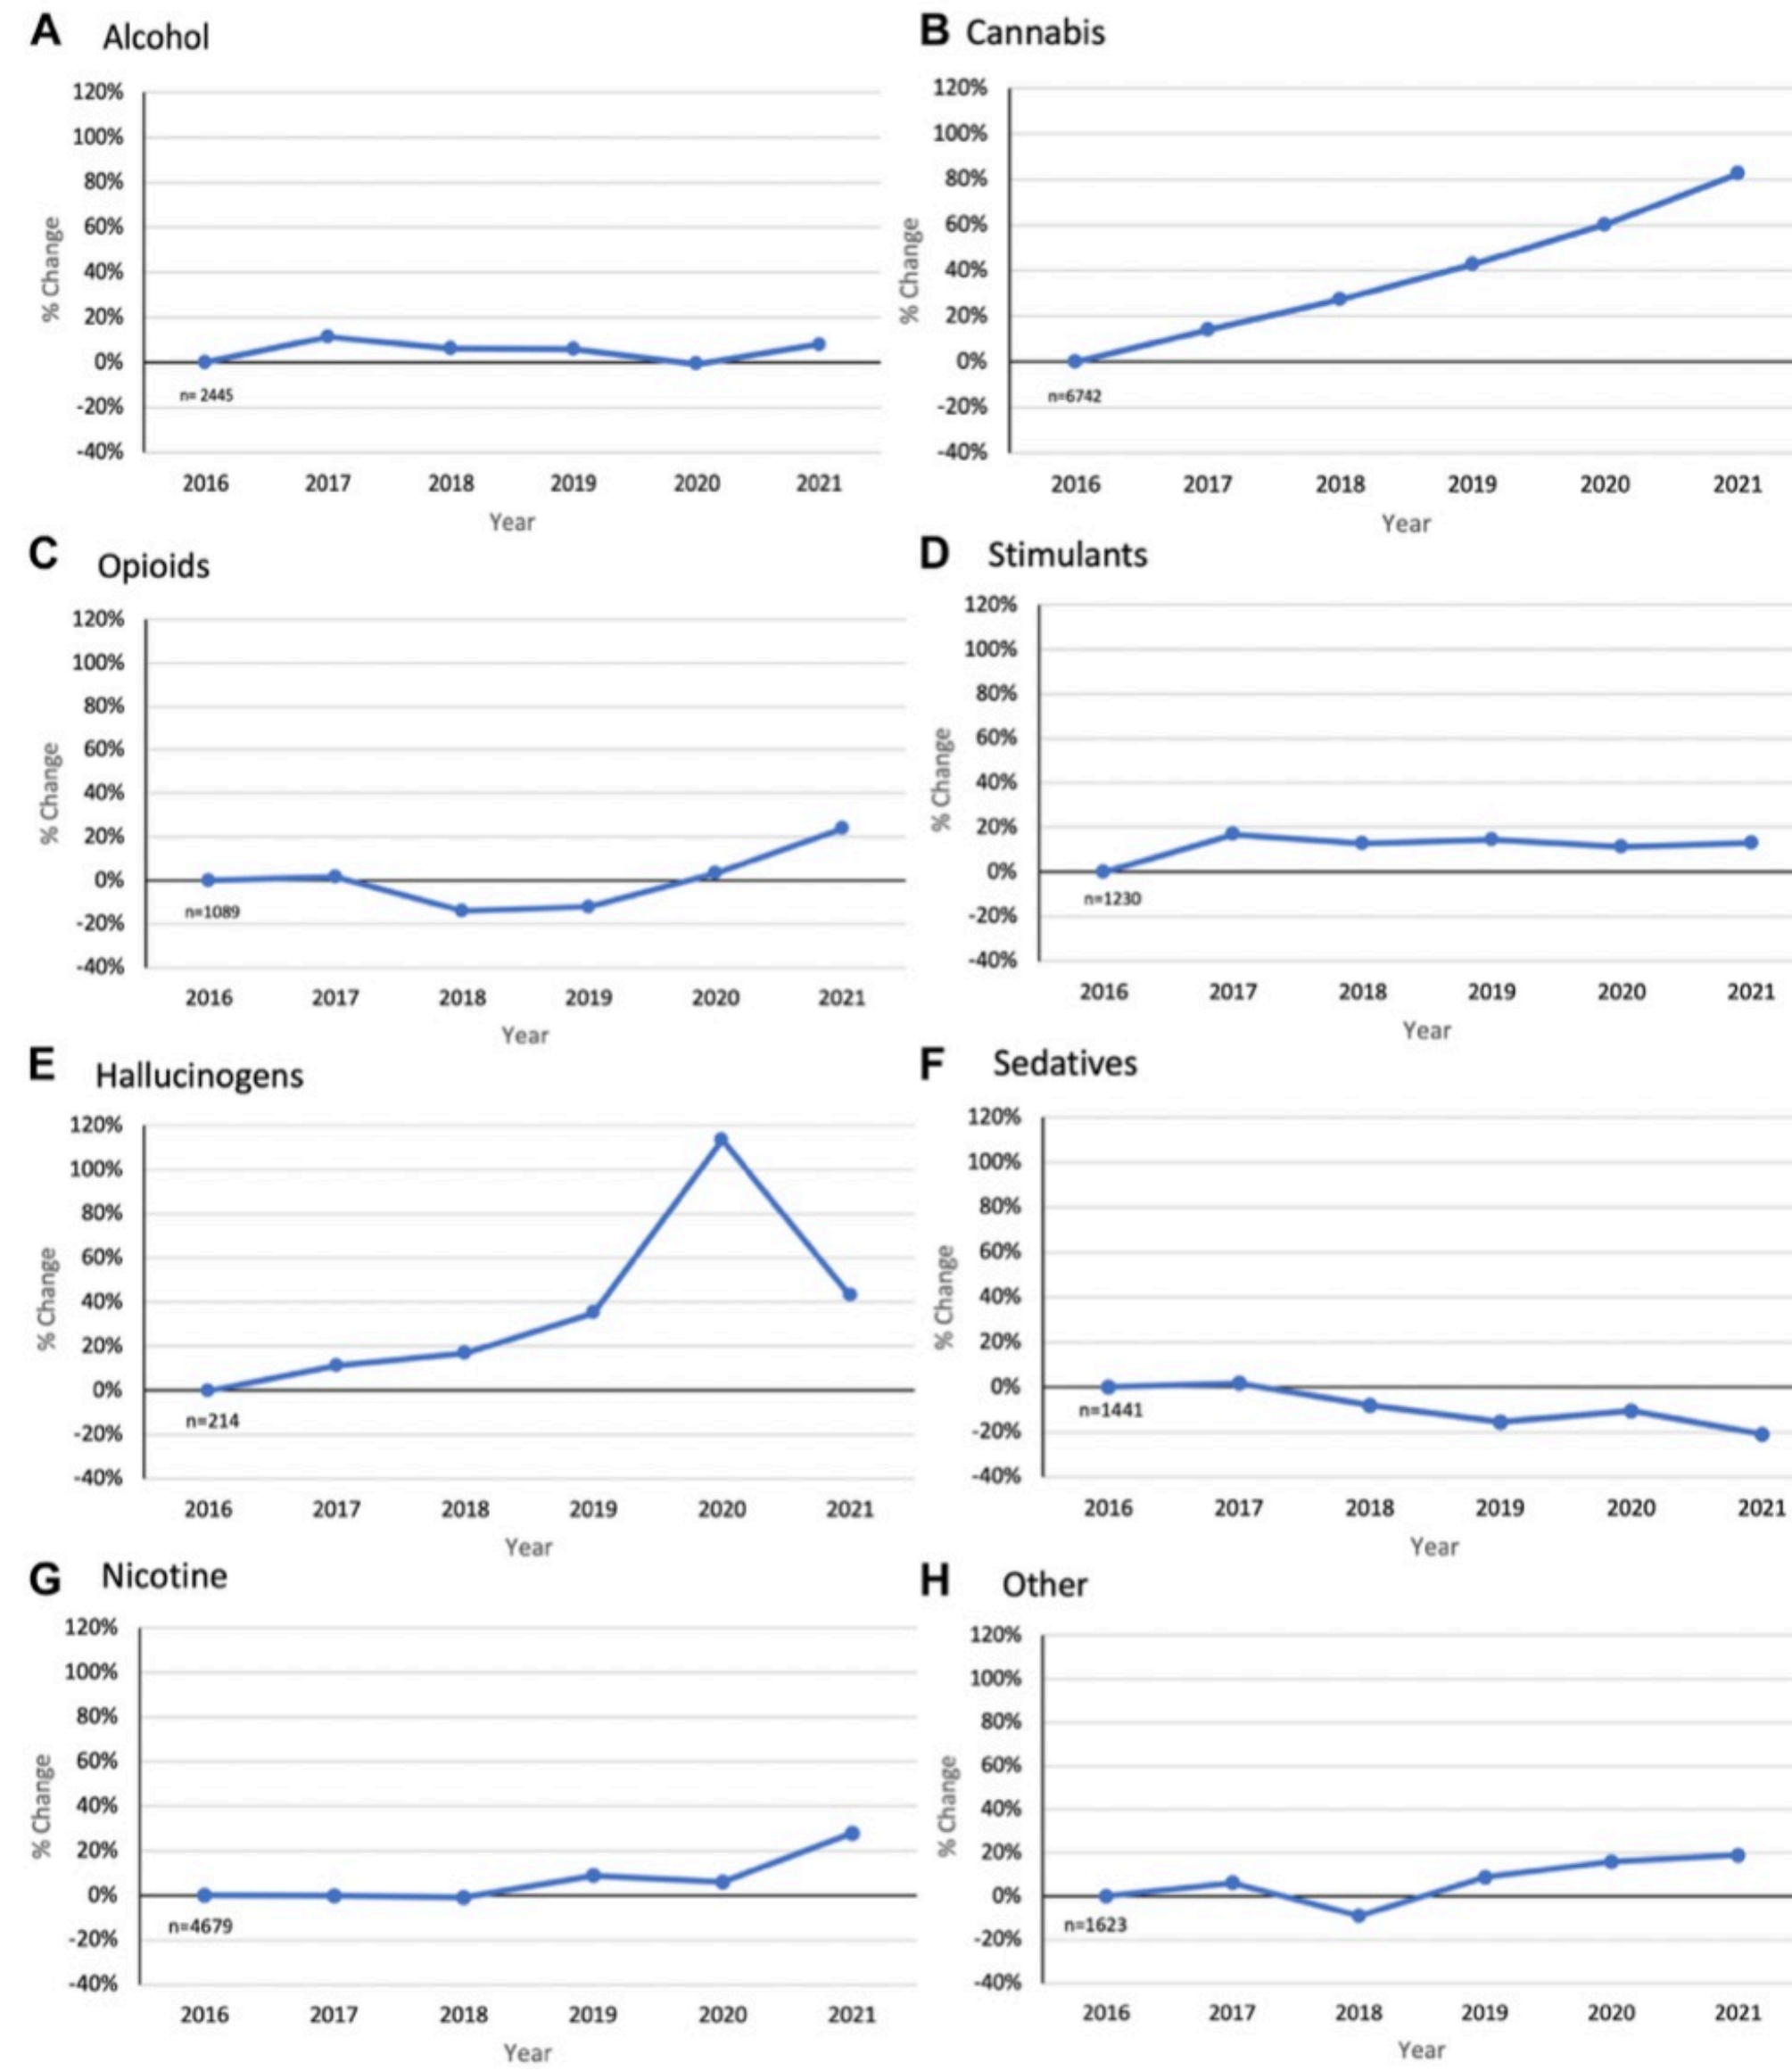 A Alcohol
120%
100%
80%
60%
40%
20%
0%
-20%
-40%
% Change
n= 2445
2016 2017 2018 2019 2020 2021
Year
B Cannabis
120%
100%
80%
60%
40%
20%
0%
-20%
-40%
% Change
n=6742
2016 2017 2018 2019 2020 2021
Year
C Opioids
120%
100%
80%
60%
40%
20%
0%
-20%
-40%
% Change
n=1089
2016 2017 2018 2019 2020 2021
Year
D Stimulants
120%
100%
80%
60%
40%
20%
0%
-20%
-40%
% Change
n=1230
2016 2017 2018 2019 2020 2021
Year
E Hallucinogens
120%
100%
80%
60%
40%
20%
0%
-20%
-40%
% Change
n=214
2016 2017 2018 2019 2020 2021
Year
F Sedatives
120%
100%
80%
60%
40%
20%
0%
-20%
-40%
% Change
n=1441
2016 2017 2018 2019 2020 2021
Year
G Nicotine
120%
100%
80%
60%
40%
20%
0%
-20%
-40%
% Change
n=4679
2016 2017 2018 2019 2020 2021
Year
H Other
120%
100%
80%
60%
40%
20%
0%
-20%
-40%
% Change
n=1623
2016 2017 2018 2019 2020 2021
Year